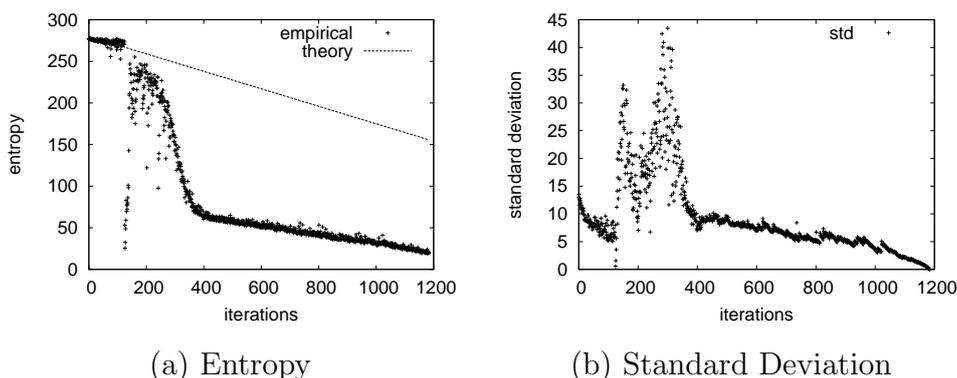 300
250
200
150
100
50
0
entropy
0 200 400 600 800 1000 1200
iterations
empirical
theory
(a) Entropy
45
40
35
30
25
20
15
10
5
0
standard deviation
0 200 400 600 800 1000 1200
iterations
std
(b) Standard Deviation